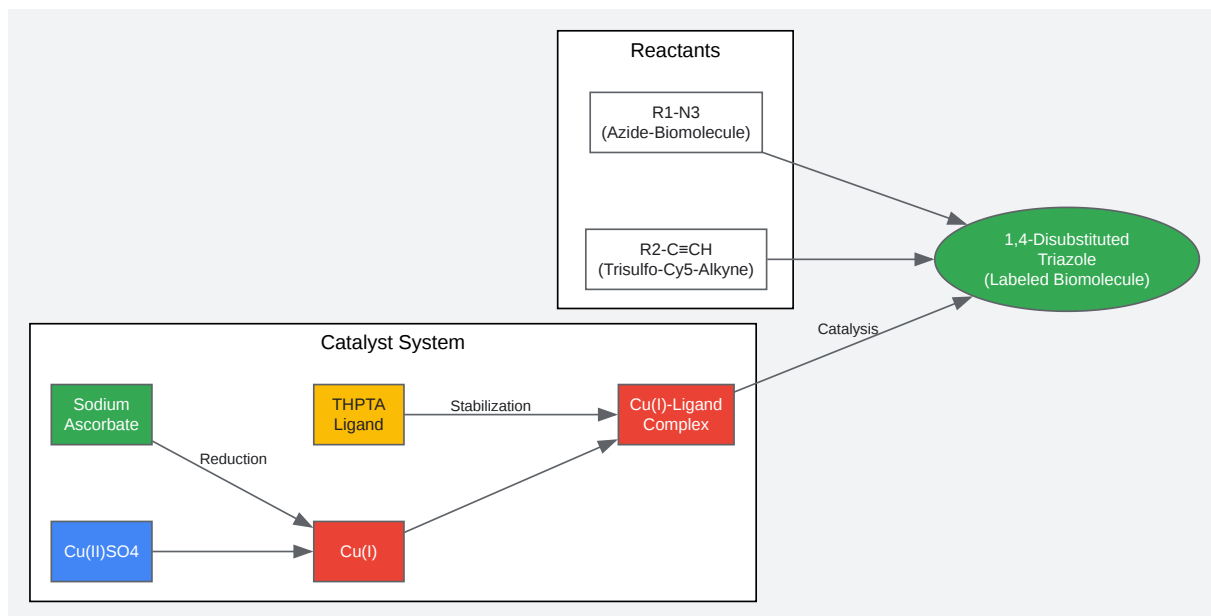 Reactants
R1-N3
(Azide-Biomolecule)
R2-C≡CH
(Trisulfo-Cy5-Alkyne)
1,4-Disubstituted
Triazole
(Labeled Biomolecule)
Catalysis
Catalyst System
Sodium
Ascorbate
THPTA
Ligand
Stabilization
Cu(I)-Ligand
Complex
Reduction
Cu(II)SO4
Cu(I)